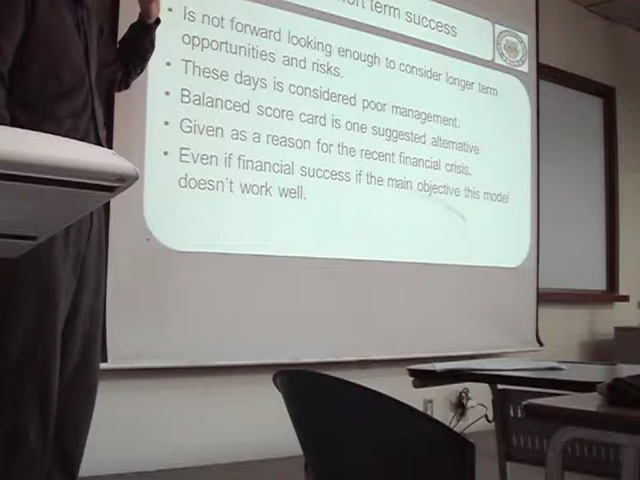 term success
• Is not forward looking enough to consider longer term
opportunities and risks.
• These days is considered poor management.
• Balanced score card is one suggested alternative
• Given as a reason for the recent financial crisis.
• Even if financial success if the main objective this model
doesn't work well.